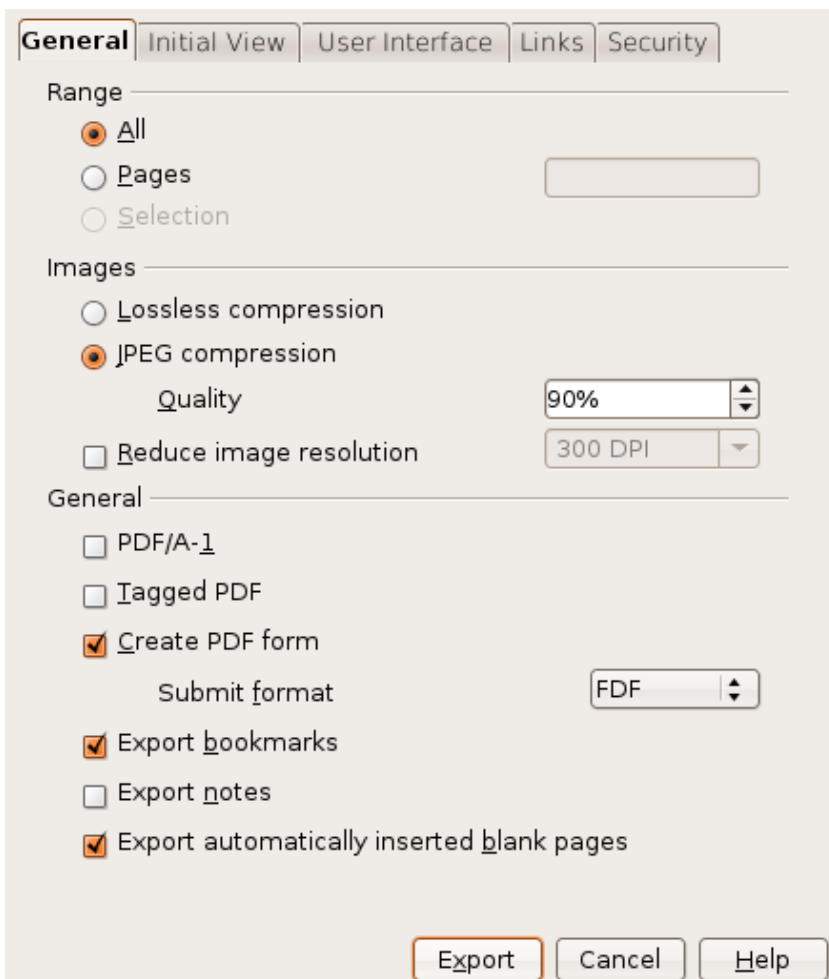 General Initial View User Interface Links Security
Range
All
Pages
Selection
Images
Lossless compression
JPEG compression
Quality 90%
Reduce image resolution 300 DPI
General
PDF/A-1
Tagged PDF
Create PDF form
Submit format FDF
Export bookmarks
Export notes
Export automatically inserted blank pages
Export Cancel Help